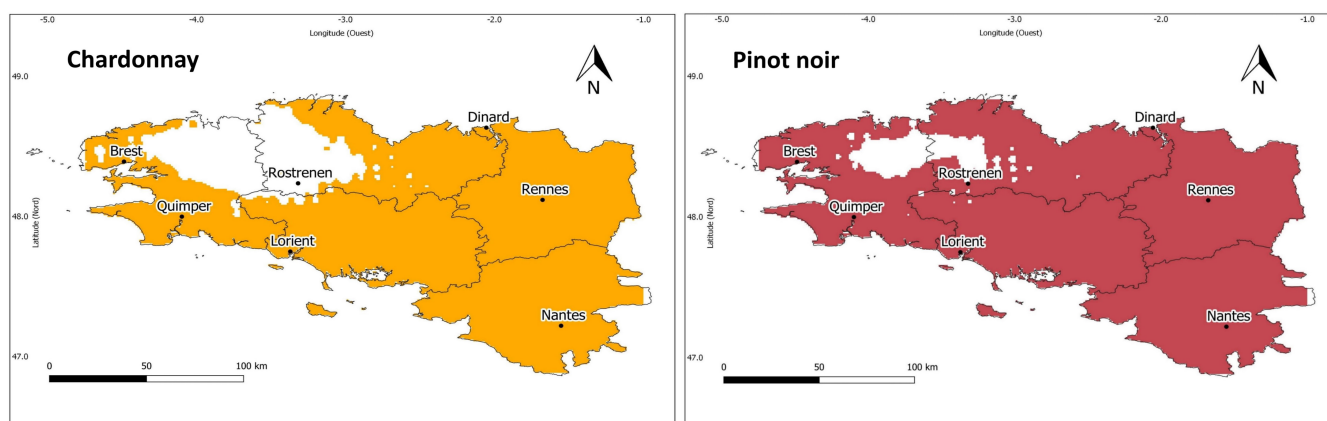 -5.0 -4.0 -3.0 -2.0 -1.0
Longitude (Ouest)
Chardonnay
N
49.0
Dinard
Brest
Rostrenen
Rennes
Quimper
48.0
Latitude (Nord)
Lorient
Nantes
47.0
0 50 100 km
-5.0 -4.0 -3.0 -2.0 -1.0
Longitude (Ouest)
Pinot noir
N
49.0
Dinard
Brest
Rostrenen
Rennes
Quimper
48.0
Latitude (Nord)
Lorient
Nantes
47.0
0 50 100 km